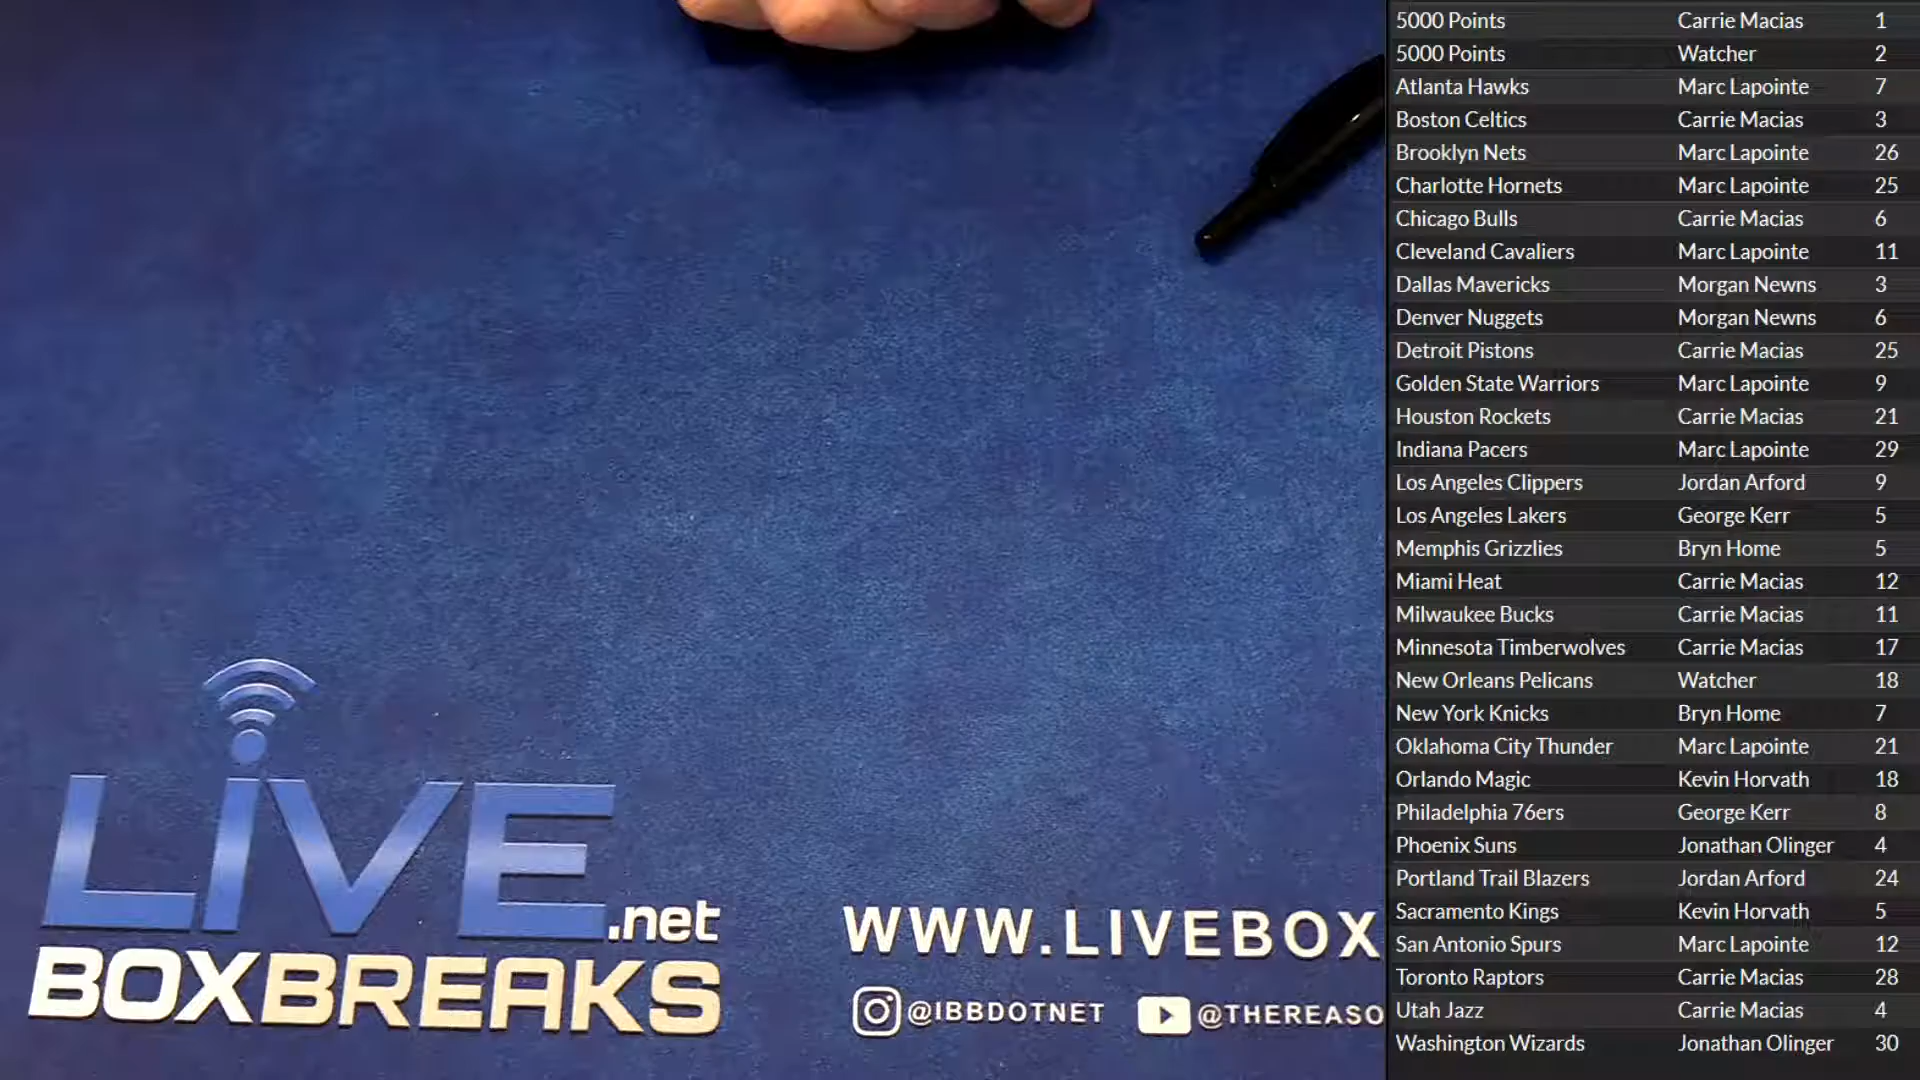 5000 Points Carrie Macias 1
5000 Points Watcher 2
Atlanta Hawks Marc Lapointe 7
Boston Celtics Carrie Macias 3
Brooklyn Nets Marc Lapointe 26
Charlotte Hornets Marc Lapointe 25
Chicago Bulls Carrie Macias 6
Cleveland Cavaliers Marc Lapointe 11
Dallas Mavericks Morgan Newns 3
Denver Nuggets Morgan Newns 6
Detroit Pistons Carrie Macias 25
Golden State Warriors Marc Lapointe 9
Houston Rockets Carrie Macias 21
Indiana Pacers Marc Lapointe 29
Los Angeles Clippers Jordan Arford 9
Los Angeles Lakers George Kerr 5
Memphis Grizzlies Bryn Home 5
Miami Heat Carrie Macias 12
Milwaukee Bucks Carrie Macias 11
Minnesota Timberwolves Carrie Macias 17
New Orleans Pelicans Watcher 18
New York Knicks Bryn Home 7
Oklahoma City Thunder Marc Lapointe 21
Orlando Magic Kevin Horvath 18
Philadelphia 76ers George Kerr 8
Phoenix Suns Jonathan Olinger 4
Portland Trail Blazers Jordan Arford 24
Sacramento Kings Kevin Horvath 5
San Antonio Spurs Marc Lapointe 12
Toronto Raptors Carrie Macias 28
Utah Jazz Carrie Macias 4
Washington Wizards Jonathan Olinger 30
LIVE.net
BOXBREAKS
WWW.LIVEBOX
@IBBDOTNET @THEREASO